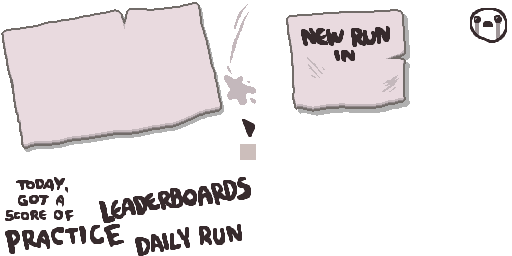 NEW RUN
IN
TODAY,
GOT A
SCORE OF
LEADERBOARDS
PRACTICE
DAILY RUN